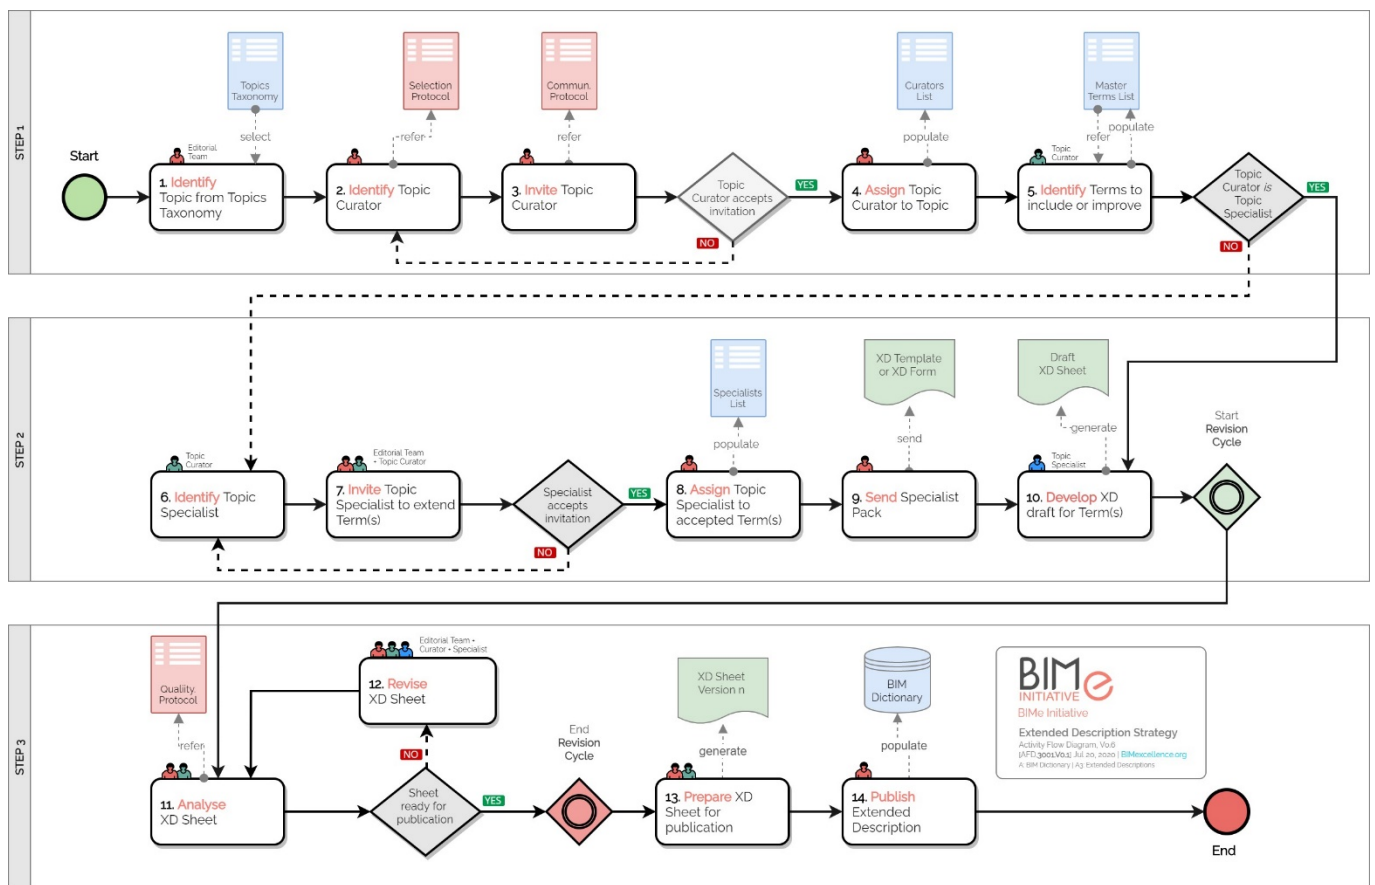 STEP 1
Start
Topics
Taxonomy
select
Editorial
Team
1. Identify
Topic from Topics
Taxonomy
Selection
Protocol
refer
2. Identify Topic
Curator
Commun.
Protocol
refer
3. Invite Topic
Curator
Topic
Curator accepts
invitation
YES
NO
Curators
List
populate
4. Assign Topic
Curator to Topic
Master
Terms List
refer
populate
Topic
Curator
5. Identify Terms to
include or improve
Topic
Curator is
Topic
Specialist
YES
NO
STEP 2
Topic
Curator
6. Identify Topic
Specialist
Editorial Team
+ Topic Curator
7. Invite Topic
Specialist to extend
Term(s)
Specialist
accepts
invitation
YES
NO
Specialists
List
populate
8. Assign Topic
Specialist to
accepted Term(s)
XD Template
or XD Form
send
9. Send Specialist
Pack
Draft
XD Sheet
generate
Topic
Specialist
10. Develop XD
draft for Term(s)
Start
Revision
Cycle
STEP 3
Quality
Protocol
refer
11. Analyse
XD Sheet
Editorial Team +
Curator + Specialist
12. Revise
XD Sheet
NO
Sheet
ready for
publication
YES
End
Revision
Cycle
XD Sheet
Version n
generate
13. Prepare XD
Sheet for
publication
BIM
Dictionary
populate
14. Publish
Extended
Description
BIMe
INITIATIVE
BIMe Initiative
Extended Description Strategy
Activity Flow Diagram, V0.6
[AFD.3001.V0.1] Jul 20, 2020 | BIMexcellence.org
A: BIM Dictionary | A3: Extended Descriptions
End